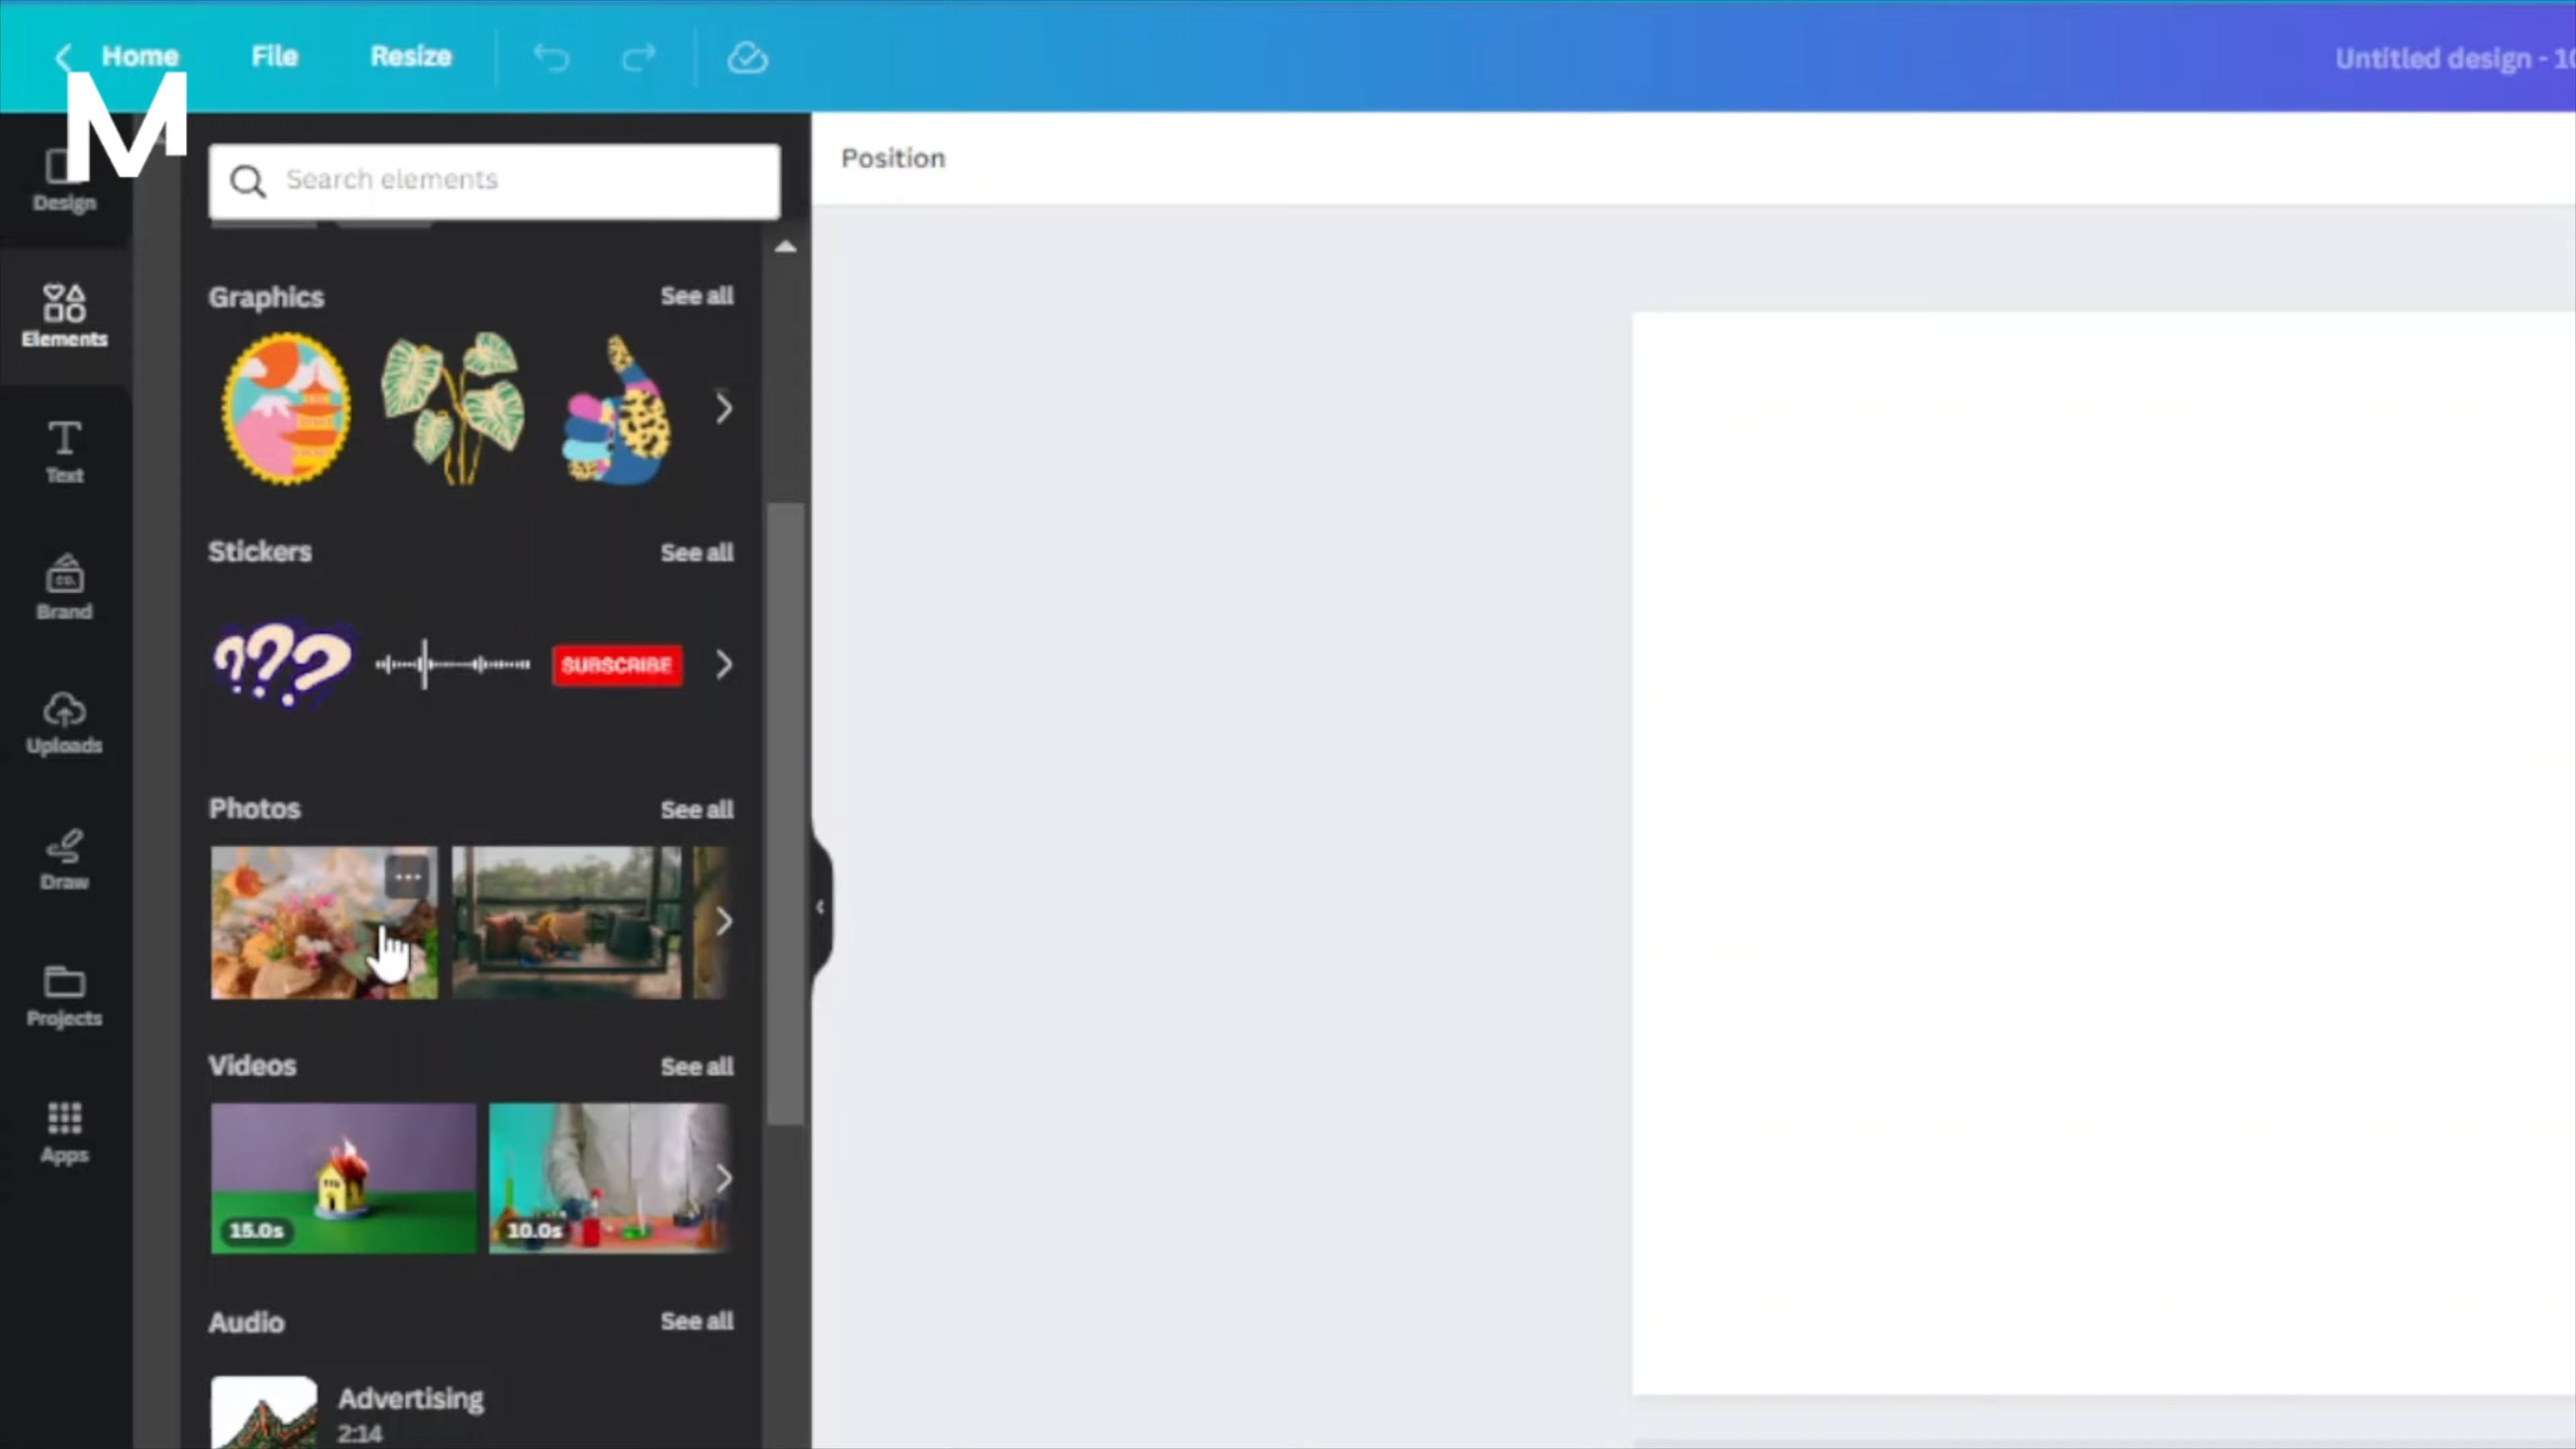 Home File Resize
Untitled design - 10
M
Design
Search elements
Position
Graphics See all
Elements
Text
Stickers See all
Brand
CO.
???
SUBSCRIBE
Uploads
Photos See all
Draw
Projects
Videos See all
Apps
15.0s 10.0s
Audio See all
Advertising
2:14